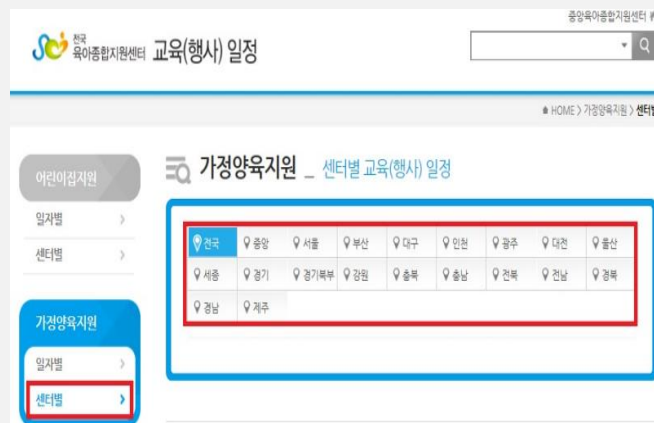 중앙육아종합지원센터
전국
육아종합지원센터 교육(행사) 일정
HOME > 가정양육지원 > 센터별
어린이집지원
일자별 >
센터별 >
가정양육지원
일자별 >
센터별 >
가정양육지원 _ 센터별 교육(행사) 일정
전국 중앙 서울 부산 대구 인천 광주 대전 울산
세종 경기 경기북부 강원 충북 충남 전북 전남 경북
경남 제주